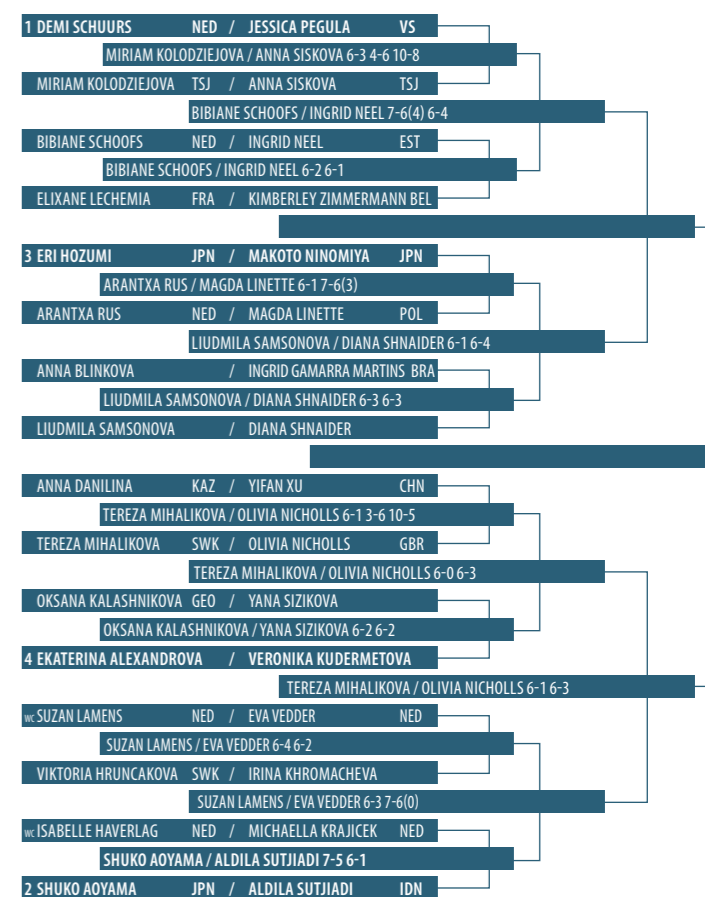 1 DEMI SCHUURS NED / JESSICA PEGULA VS
MIRIAM KOLODZIEJOVA / ANNA SISKOVA 6-3 4-6 10-8
MIRIAM KOLODZIEJOVA TSJ / ANNA SISKOVA TSJ
BIBIANE SCHOOFS / INGRID NEEL 7-6(4) 6-4
BIBIANE SCHOOFS NED / INGRID NEEL EST
BIBIANE SCHOOFS / INGRID NEEL 6-2 6-1
ELIXANE LECHEMIA FRA / KIMBERLEY ZIMMERMANN BEL
3 ERI HOZUMI JPN / MAKOTO NINOMIYA JPN
ARANTXA RUS / MAGDA LINETTE 6-1 7-6(3)
ARANTXA RUS NED / MAGDA LINETTE POL
LIUDMILA SAMSONOVA / DIANA SHNAIDER 6-1 6-4
ANNA BLINKOVA / INGRID GAMARRA MARTINS BRA
LIUDMILA SAMSONOVA / DIANA SHNAIDER 6-3 6-3
LIUDMILA SAMSONOVA / DIANA SHNAIDER
ANNA DANILINA KAZ / YIFAN XU CHN
TEREZA MIHALIKOVA / OLIVIA NICHOLLS 6-1 3-6 10-5
TEREZA MIHALIKOVA SWK / OLIVIA NICHOLLS GBR
TEREZA MIHALIKOVA / OLIVIA NICHOLLS 6-0 6-3
OKSANA KALASHNIKOVA GEO / YANA SIZIKOVA
OKSANA KALASHNIKOVA / YANA SIZIKOVA 6-2 6-2
4 EKATERINA ALEXANDROVA / VERONIKA KUDERMETOVA
TEREZA MIHALIKOVA / OLIVIA NICHOLLS 6-1 6-3
WC SUZAN LAMENS NED / EVA VEDDER NED
SUZAN LAMENS / EVA VEDDER 6-4 6-2
VIKTORIA HRUNCAKOVA SWK / IRINA KHROMACHEVA
SUZAN LAMENS / EVA VEDDER 6-3 7-6(0)
WC ISABELLE HAVERLAG NED / MICHAELLA KRAJICEK NED
SHUKO AOYAMA / ALDILA SUTJIADI 7-5 6-1
2 SHUKO AOYAMA JPN / ALDILA SUTJIADI IDN